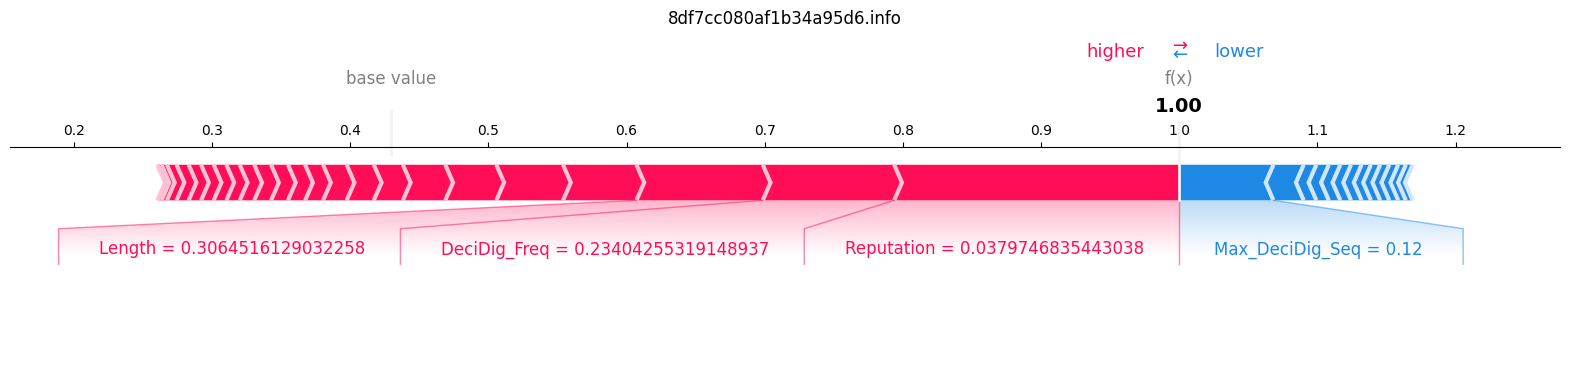 8df7cc080af1b34a95d6.info
higher → ← lower
base value f(x)
1.00
0.2 0.3 0.4 0.5 0.6 0.7 0.8 0.9 1.0 1.1 1.2
Length = 0.3064516129032258 DeciDig_Freq = 0.23404255319148937 Reputation = 0.0379746835443038 Max_DeciDig_Seq = 0.12